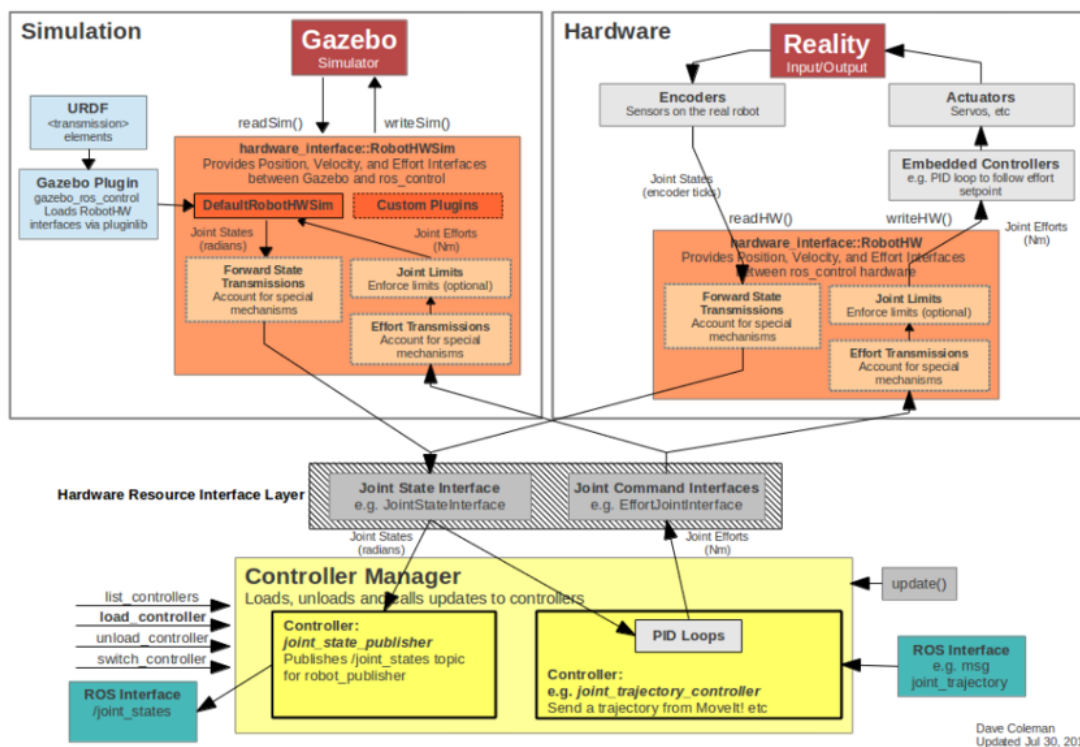 Simulation
Gazebo
Simulator
URDF
<transmission>
elements
readSim()
writeSim()
Gazebo Plugin
gazebo_ros_control
Loads RobotHW
interfaces via pluginlib
hardware_interface::RobotHWSim
Provides Position, Velocity, and Effort Interfaces
between Gazebo and ros_control
DefaultRobotHWSim
Custom Plugins
Joint States
(radians)
Joint Efforts
(Nm)
Forward State
Transmissions
Account for special
mechanisms
Joint Limits
Enforce limits (optional)
Effort Transmissions
Account for special
mechanisms
Hardware
Reality
Input/Output
Encoders
Sensors on the real robot
Actuators
Servos, etc
Embedded Controllers
e.g. PID loop to follow effort
setpoint
Joint States
(encoder ticks)
readHW()
writeHW()
Joint Efforts
(Nm)
hardware_interface::RobotHW
Provides Position, Velocity, and Effort Interfaces
between ros_control hardware
Forward State
Transmissions
Account for special
mechanisms
Joint Limits
Enforce limits (optional)
Effort Transmissions
Account for special
mechanisms
Hardware Resource Interface Layer
Joint State Interface
e.g. JointStateInterface
Joint Command Interfaces
e.g. EffortJointInterface
Joint States
(radians)
Joint Efforts
(Nm)
Controller Manager
Loads, unloads and calls updates to controllers
update()
list_controllers
load_controller
unload_controller
switch_controller
Controller:
joint_state_publisher
Publishes /joint_states topic
for robot_publisher
PID Loops
Controller:
e.g. joint_trajectory_controller
Send a trajectory from MoveIt! etc
ROS Interface
/joint_states
ROS Interface
e.g. msg
joint_trajectory
Dave Coleman
Updated Jul 30,